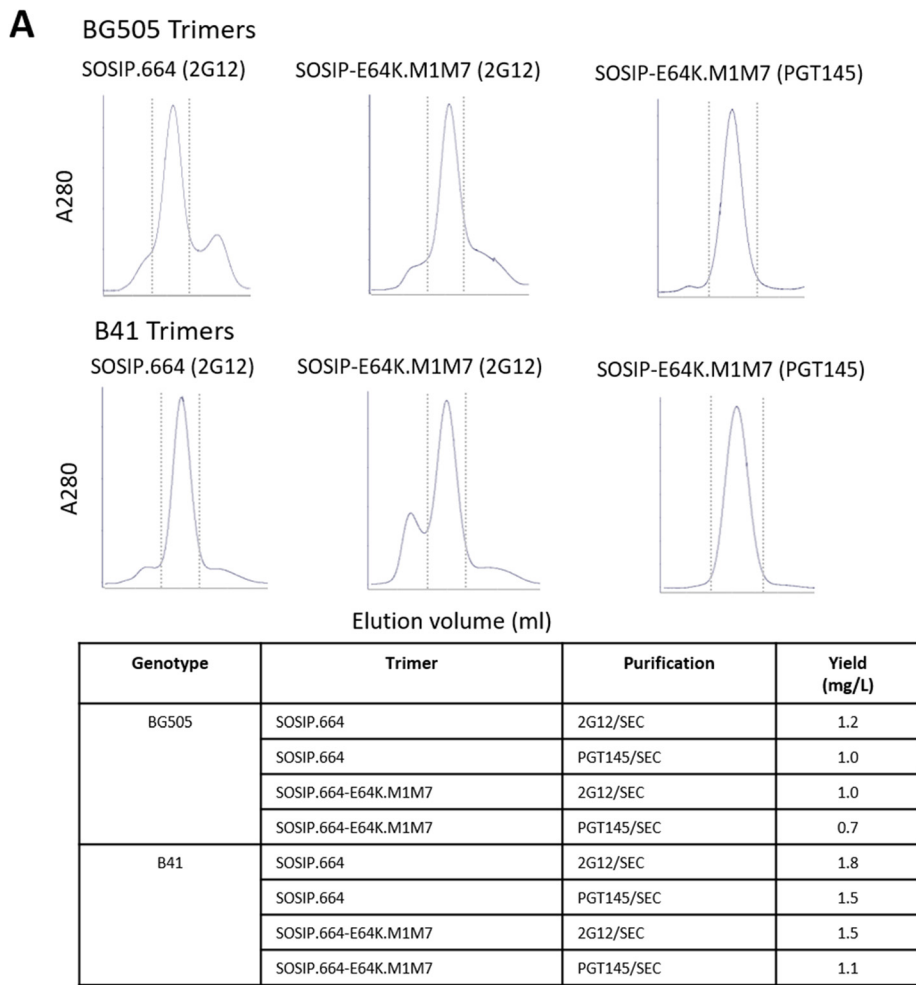 A
BG505 Trimers
SOSIP.664 (2G12) SOSIP-E64K.M1M7 (2G12) SOSIP-E64K.M1M7 (PGT145)
A280
B41 Trimers
SOSIP.664 (2G12) SOSIP-E64K.M1M7 (2G12) SOSIP-E64K.M1M7 (PGT145)
A280
Elution volume (ml)
Genotype Trimer Purification Yield
(mg/L)
BG505 SOSIP.664 2G12/SEC 1.2
SOSIP.664 PGT145/SEC 1.0
SOSIP.664-E64K.M1M7 2G12/SEC 1.0
SOSIP.664-E64K.M1M7 PGT145/SEC 0.7
B41 SOSIP.664 2G12/SEC 1.8
SOSIP.664 PGT145/SEC 1.5
SOSIP.664-E64K.M1M7 2G12/SEC 1.5
SOSIP.664-E64K.M1M7 PGT145/SEC 1.1